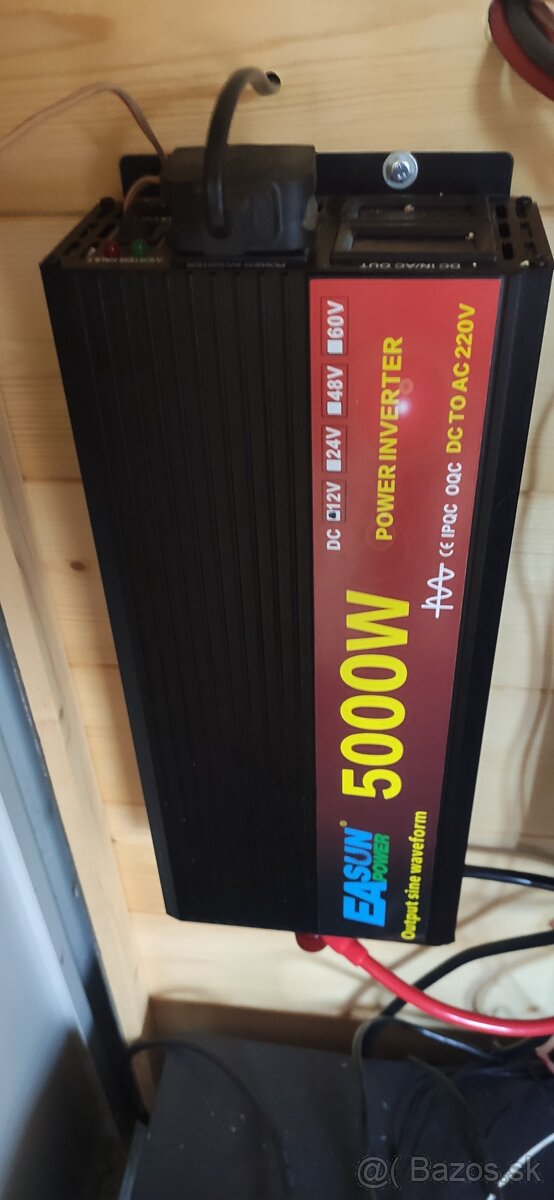 DC IN/AC OUT
DC 12V 24V 48V 60V
POWER INVERTER
5000W
CE IPQC OQC DC TO AC 220V
EASUN®
POWER
Output sine waveform
@( Bazos.sk